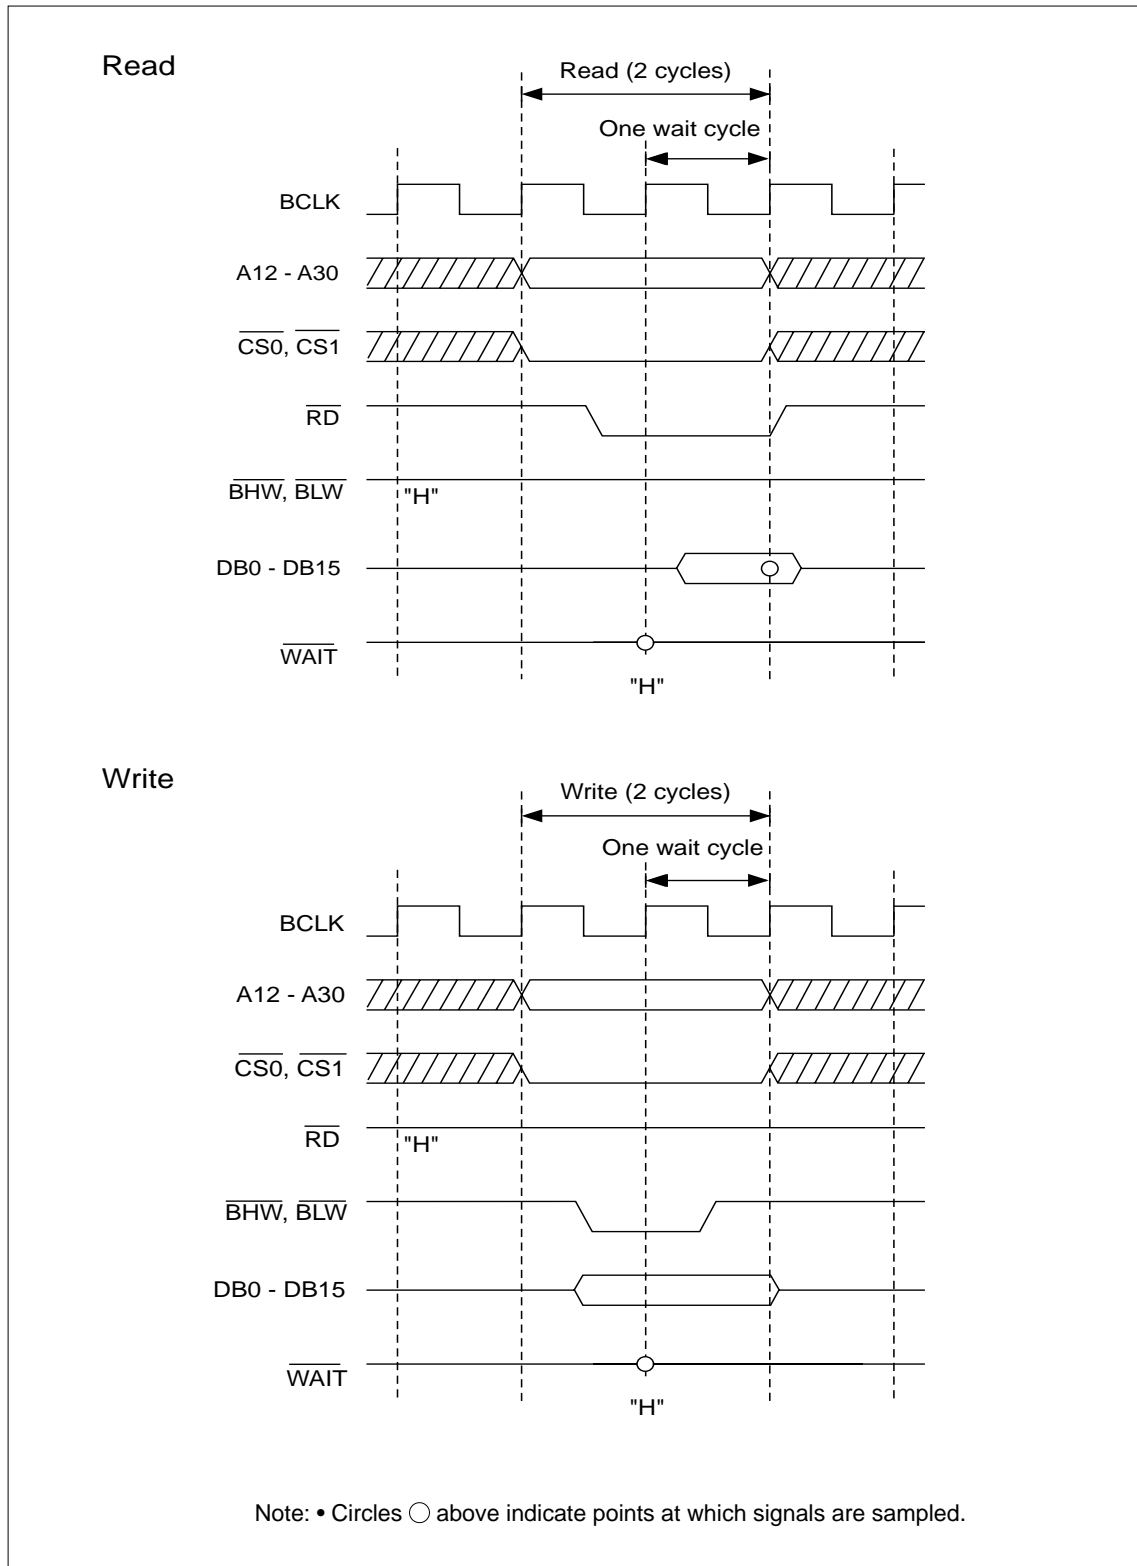 Read
Read (2 cycles)
One wait cycle
BCLK
A12 - A30
CS0, CS1
RD
BHW, BLW
"H"
DB0 - DB15
WAIT
"H"
Write
Write (2 cycles)
One wait cycle
BCLK
A12 - A30
CS0, CS1
RD
"H"
BHW, BLW
DB0 - DB15
WAIT
"H"
Note: • Circles ○ above indicate points at which signals are sampled.